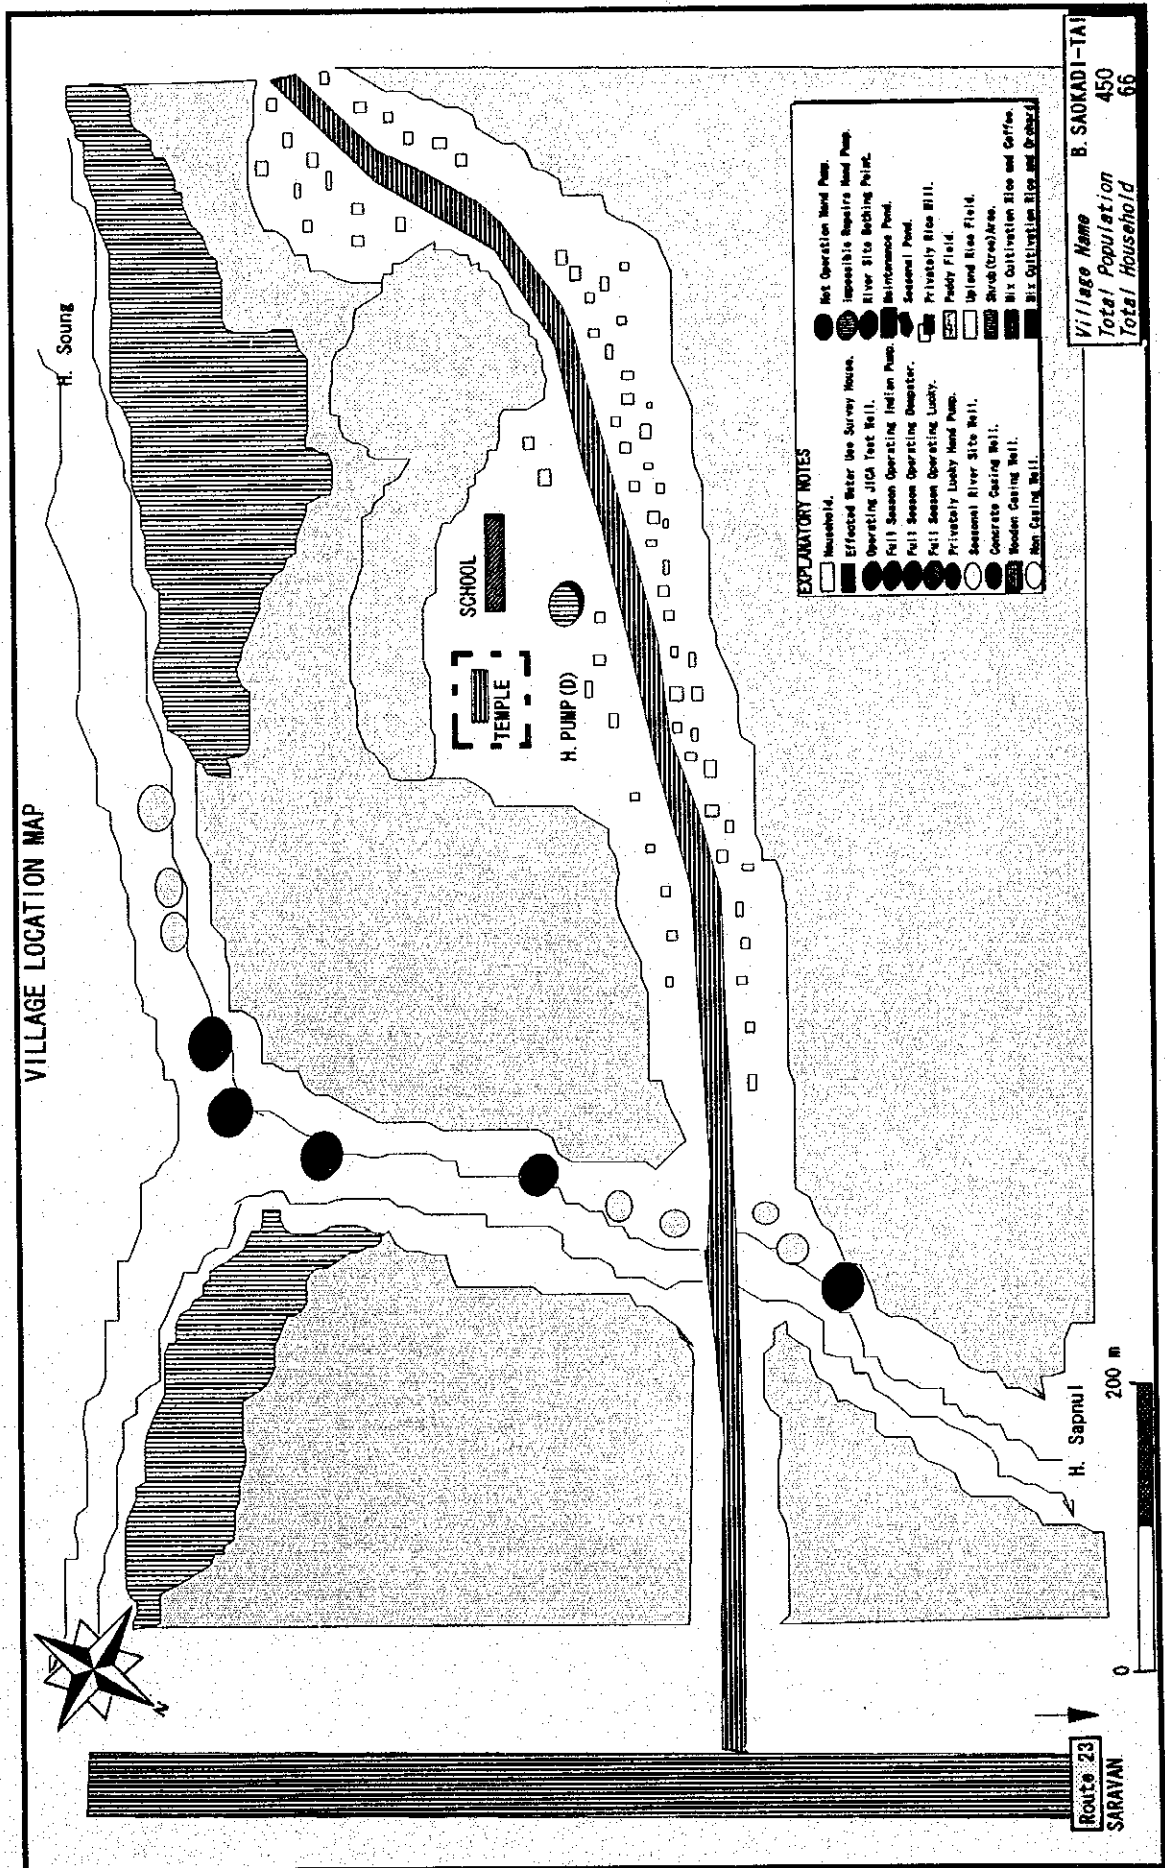 VILLAGE LOCATION MAP
H. Soung
SCHOOL
TEMPLE
H. PUMP (D)
H. Sapnul
N
0 200 m
Route 23
SARAVAN
EXPLANATORY NOTES
Household.
Effected Water Use Survey House.
Operating JICA Test Well.
Full Season Operating Indian Pump.
Full Season Operating Dempster.
Full Season Operating Lucky.
Privately Lucky Hand Pump.
Seasonal River Site Well.
Concrete Casing Well.
Wooden Casing Well.
Non Casing Well.
Not Operation Hand Pump.
Impossible Repairs Hand Pump.
River Site Bathing Point.
Maintenance Pond.
Seasonal Pond.
Privately Rice Mill.
Paddy Field.
Upland Rice Field.
Shrub(tree)Area.
Mix Cultivation Rice and Coffee.
Mix Cultivation Rice and Orchard
Village Name B. SAOKADI-TAI
Total Population 450
Total Household 66